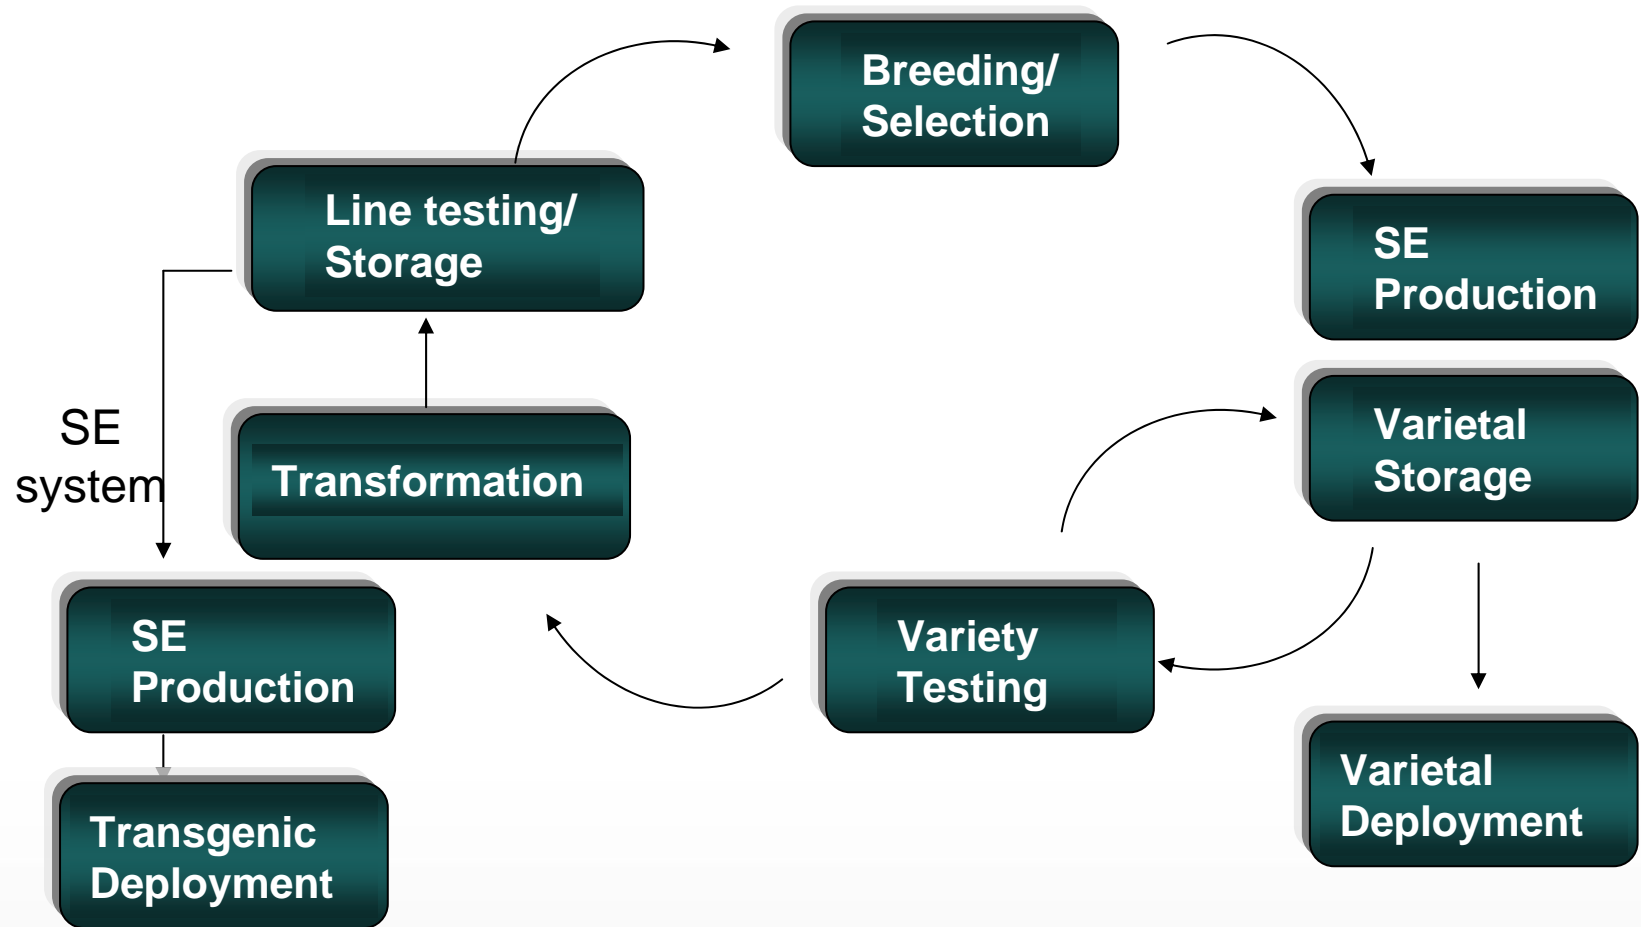 Breeding/
Selection
Line testing/
Storage
SE
Production
Varietal
Storage
SE
system
Transformation
SE
Production
Variety
Testing
Varietal
Deployment
Transgenic
Deployment